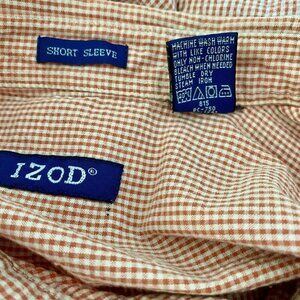 SHORT SLEEVE
MACHINE WASH WARM
WITH LIKE COLORS
ONLY NON-CHLORINE
BLEACH WHEN NEEDED
TUMBLE DRY
STEAM IRON
815
IZOD®